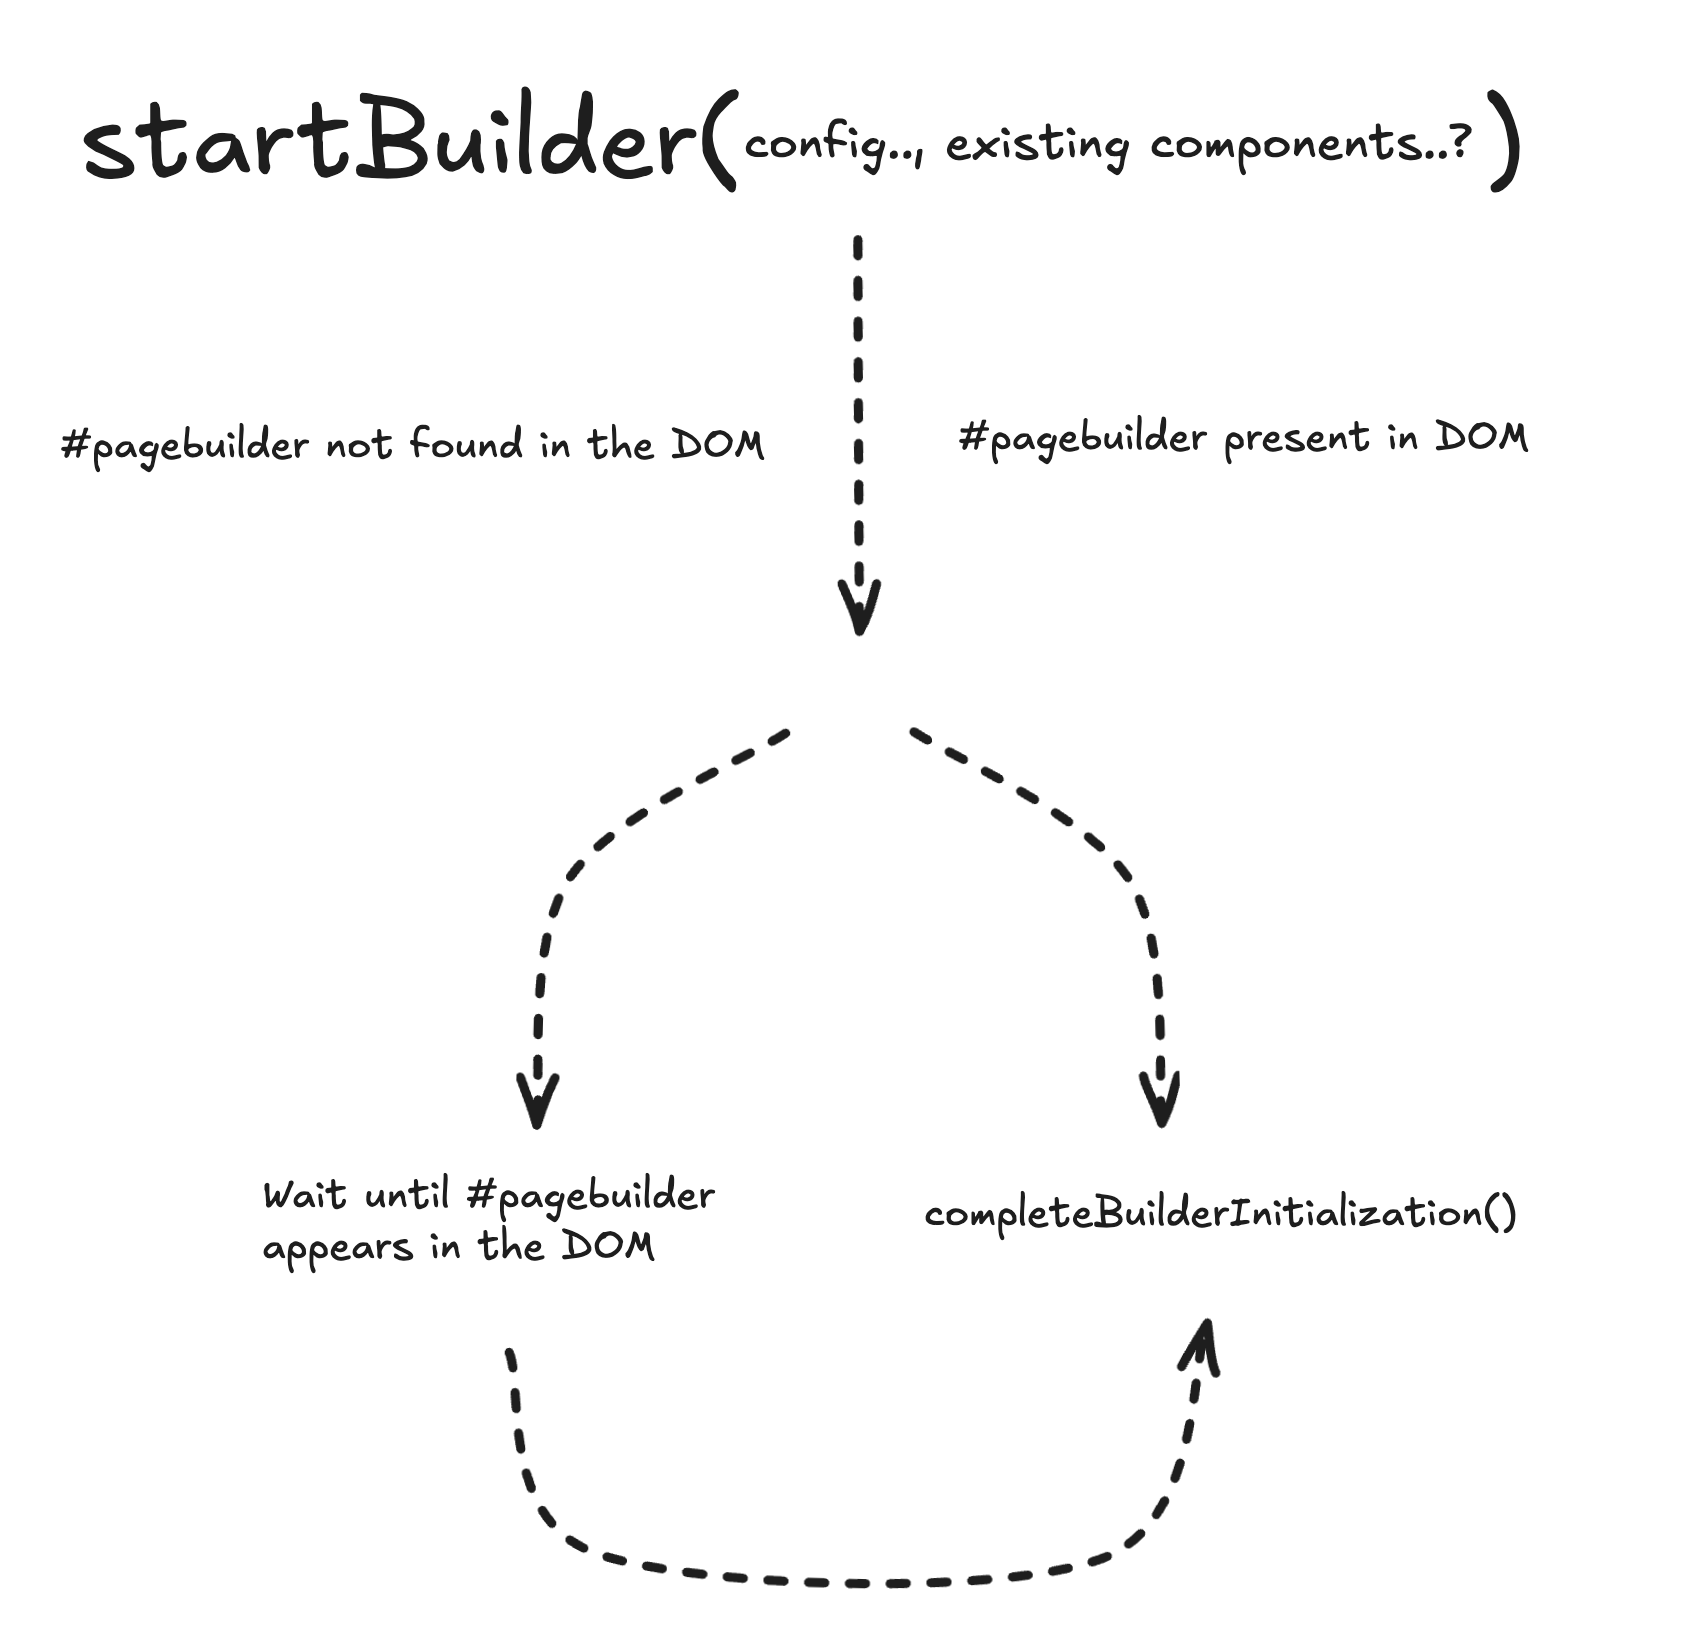 startBuilder(config.., existing components..?)
#pagebuilder not found in the DOM
#pagebuilder present in DOM
Wait until #pagebuilder
appears in the DOM
completeBuilderInitialization()